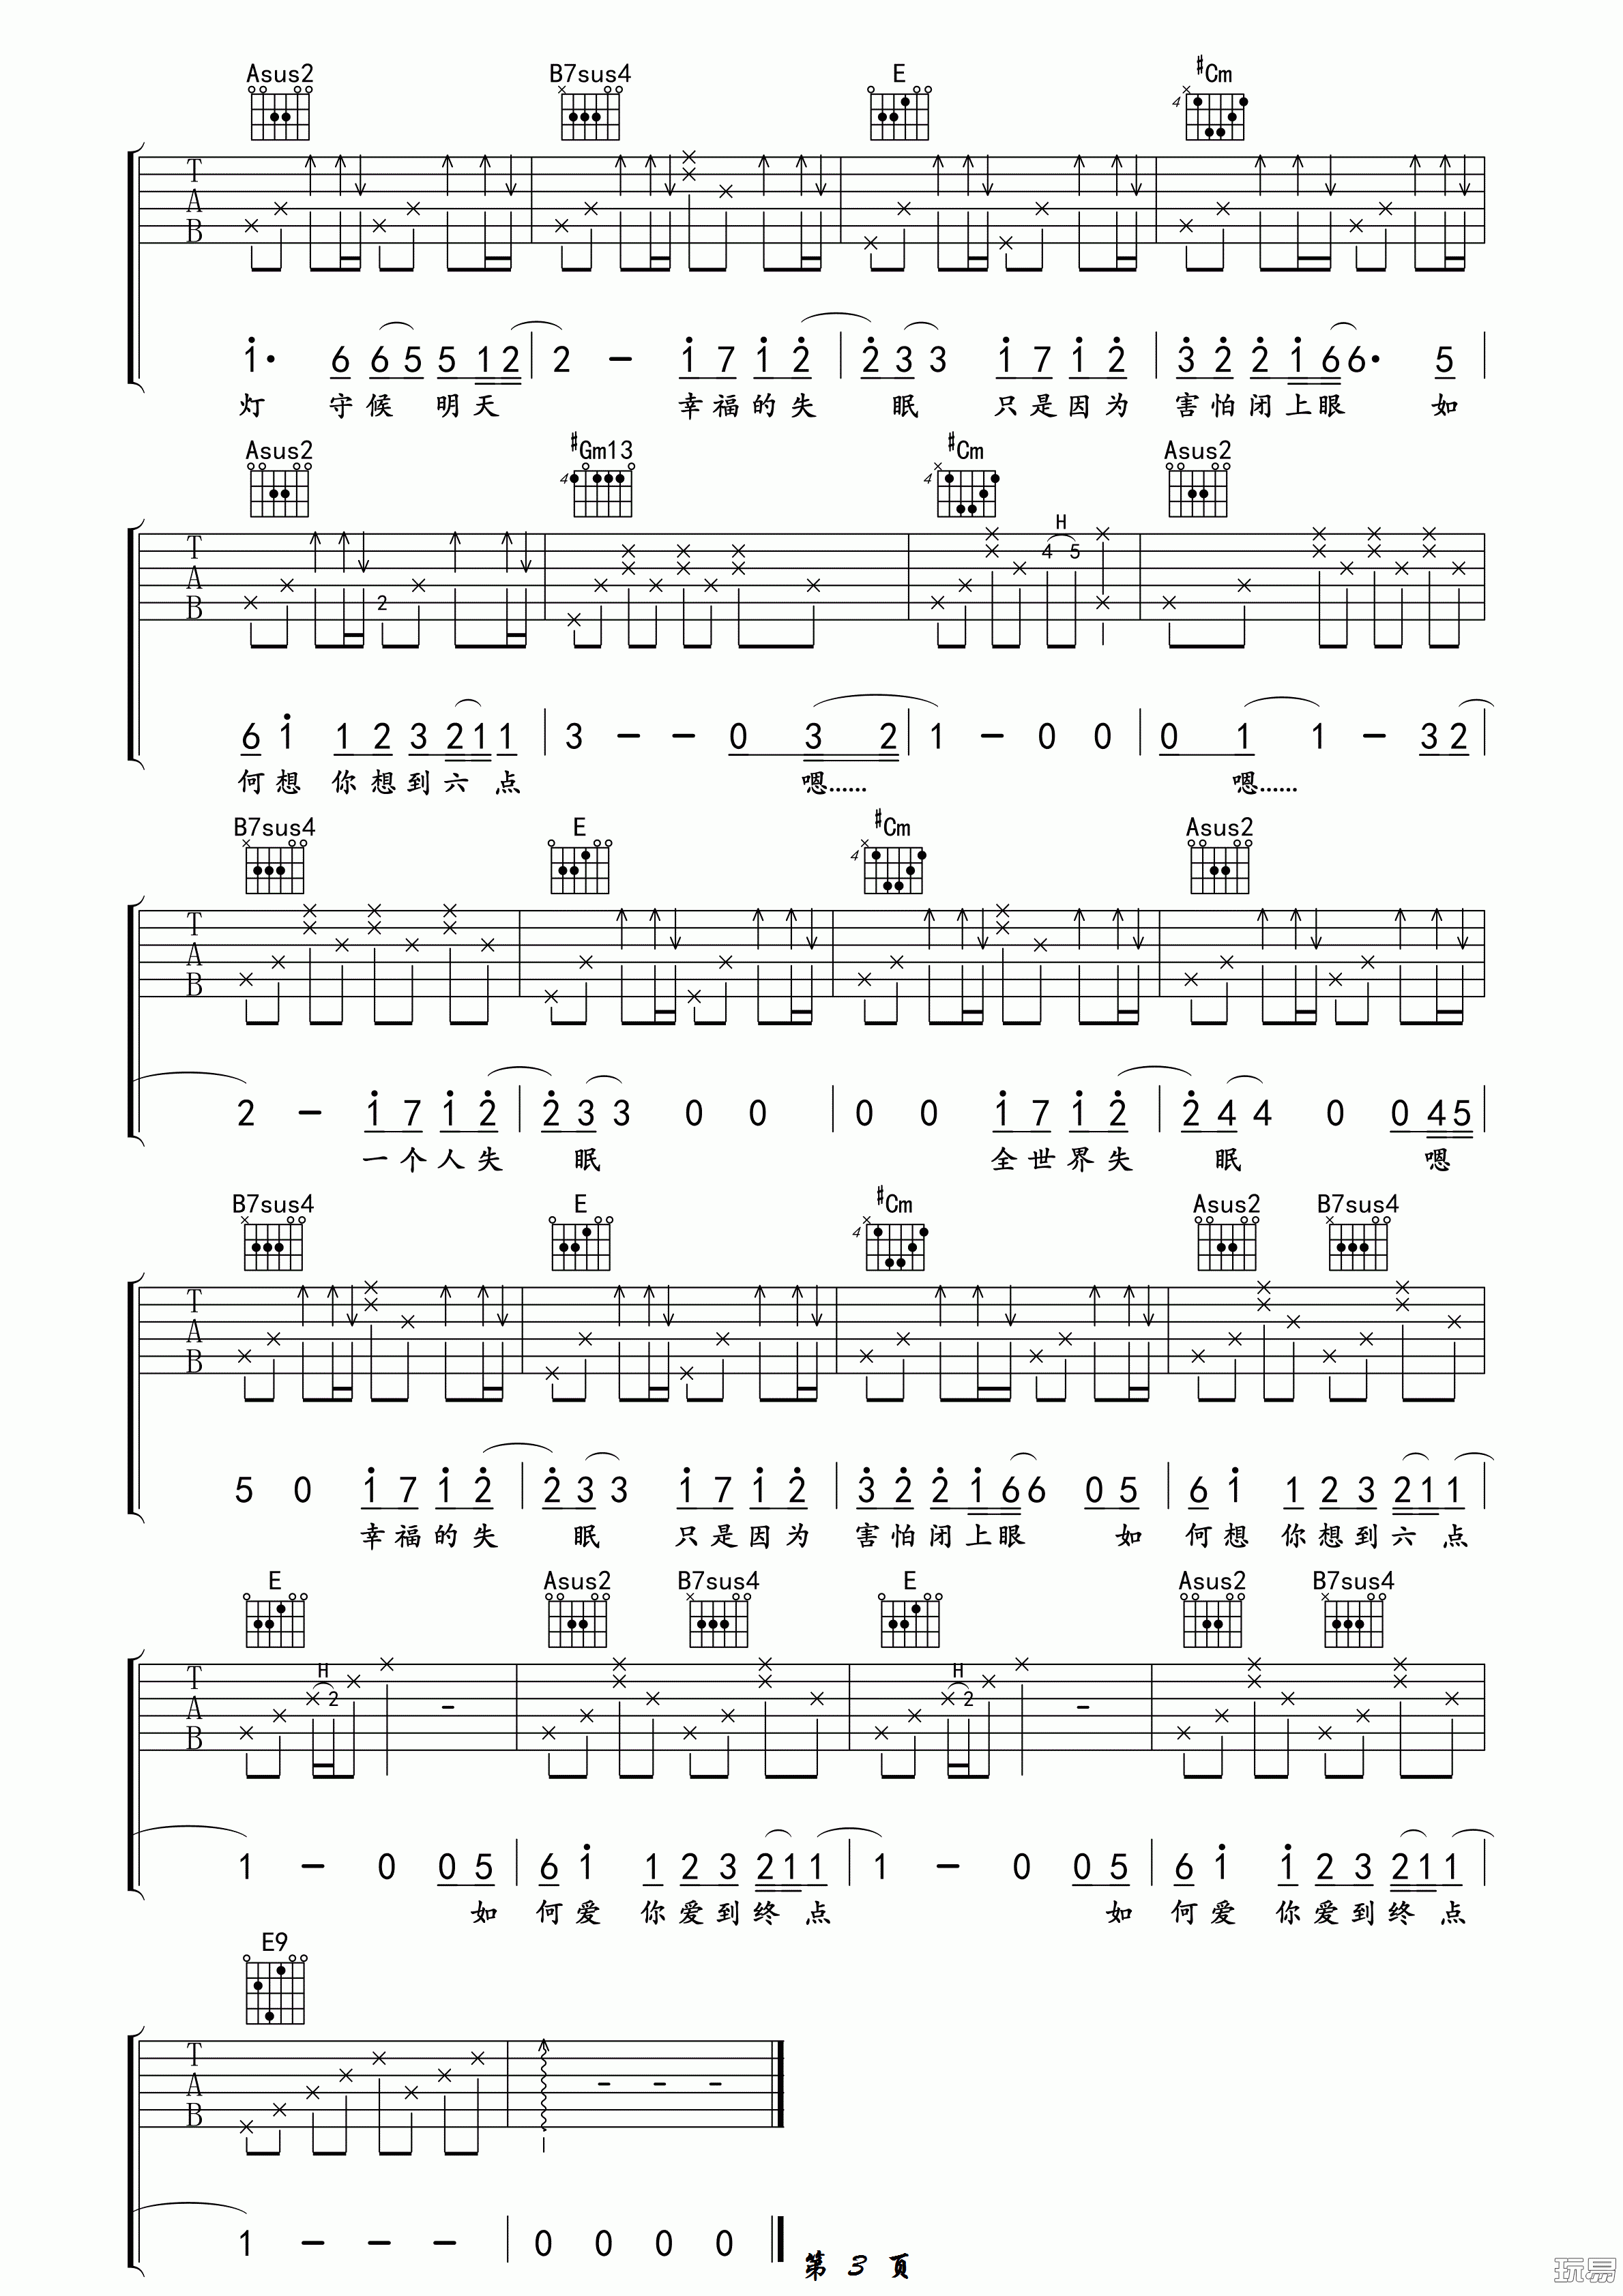 Asus2 B7sus4 E #Cm
4
T
A
B
1· 6 6 5 5 1 2 | 2 – 1 7 1 2 | 2 3 3 1 7 1 2 | 3 2 2 1 6 6· 5
灯 守候 明天 幸福的失 眠 只是因为 害怕闭上眼 如
Asus2 #Gm13 #Cm Asus2
4 4
H
T 4 5
A
B 2
6 1 1 2 3 2 1 1 | 3 – – 0 3 2 | 1 – 0 0 | 0 1 1 – 3 2
何想 你想到六 点 嗯…… 嗯……
B7sus4 E #Cm Asus2
4
T
A
B
2 – 1 7 1 2 | 2 3 3 0 0 | 0 0 1 7 1 2 | 2 4 4 0 0 4 5
一个人失 眠 全世界失 眠 嗯
B7sus4 E #Cm Asus2 B7sus4
4
T
A
B
5 0 1 7 1 2 | 2 3 3 1 7 1 2 | 3 2 2 1 6 6 0 5 | 6 1 1 2 3 2 1 1
幸福的失 眠 只是因为 害怕闭上眼 如 何想 你想到六 点
E Asus2 B7sus4 E Asus2 B7sus4
H H
T
A 2 2
B
1 – 0 0 5 | 6 1 1 2 3 2 1 1 | 1 – 0 0 5 | 6 1 1 2 3 2 1 1
如 何爱 你爱到终 点 如 何爱 你爱到终 点
E9
T
A
B
1 – – – | 0 0 0 0
第 3 页
玩易